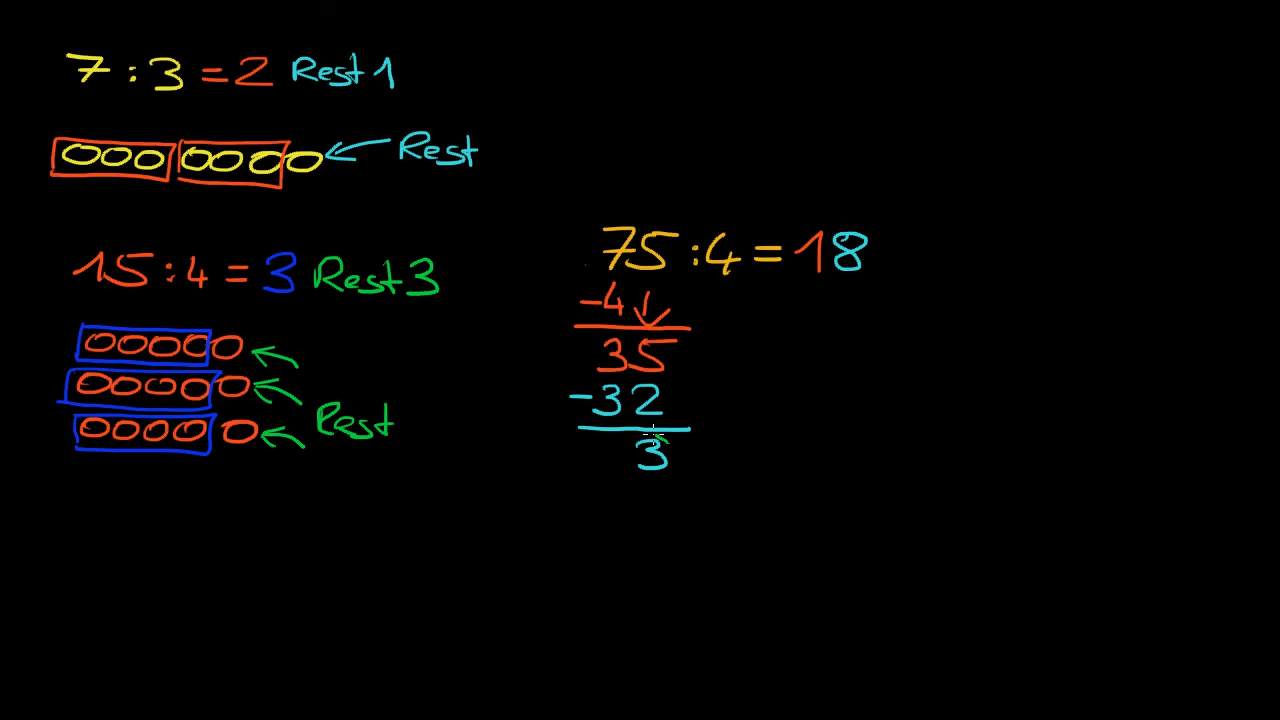 7 : 3 = 2 Rest 1
Rest
15 : 4 = 3 Rest 3
Rest
75 : 4 = 18
-4
35
-32
3